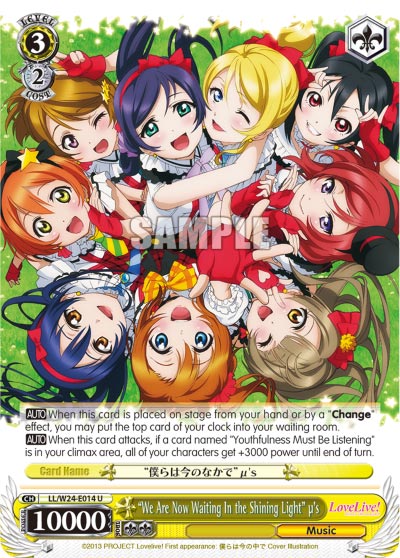 LEVEL
3
2
COST
SAMPLE
AUTO When this card is placed on stage from your hand or by a "Change"
effect, you may put the top card of your clock into your waiting room.
AUTO When this card attacks, if a card named "Youthfulness Must Be Listening"
is in your climax area, all of your characters get +3000 power until end of turn.
Card Name "僕らは今のなかで" μ's
CH LL/W24-E014 U
"We Are Now Waiting In the Shining Light" μ's LoveLive!
POWER 10000 SOUL Music
©2013 PROJECT Lovelive! First appearance: 僕らは今の中で Cover Illustration